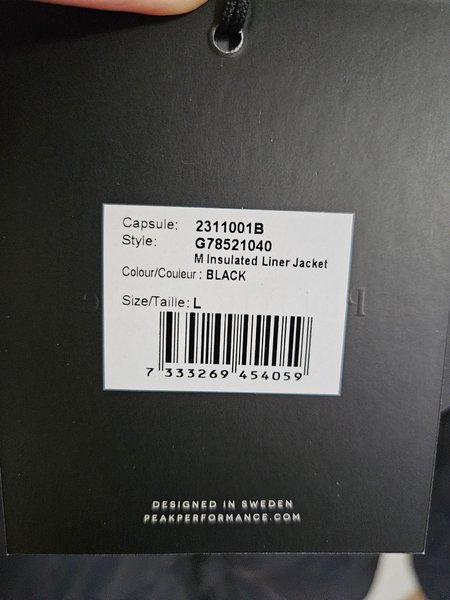 Capsule: 2311001B
Style: G78521040
M Insulated Liner Jacket
Colour/Couleur : BLACK
Size/Taille: L
7 333269 454059
DESIGNED IN SWEDEN
PEAKPERFORMANCE.COM